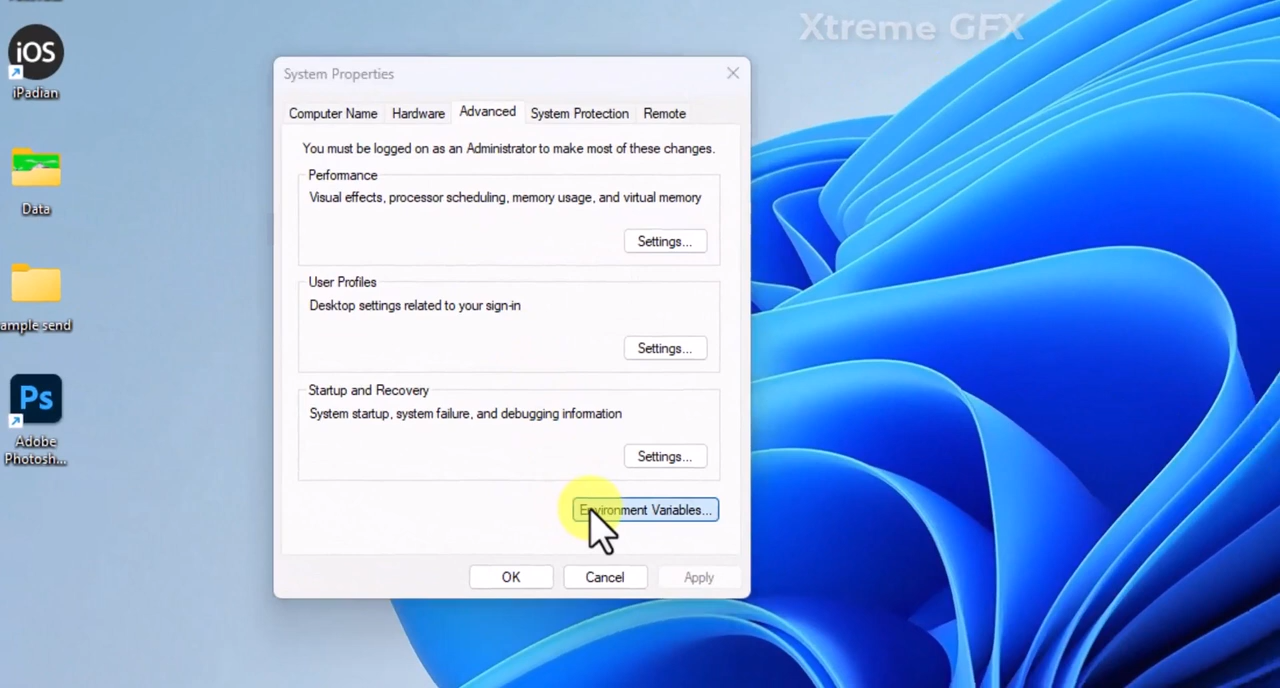 Xtreme GFX
iOS
iPadian
Data
ample send
Ps
Adobe
Photosh...
System Properties
Computer Name
Hardware
Advanced
System Protection
Remote
You must be logged on as an Administrator to make most of these changes.
Performance
Visual effects, processor scheduling, memory usage, and virtual memory
Settings...
User Profiles
Desktop settings related to your sign-in
Settings...
Startup and Recovery
System startup, system failure, and debugging information
Settings...
Environment Variables...
OK
Cancel
Apply